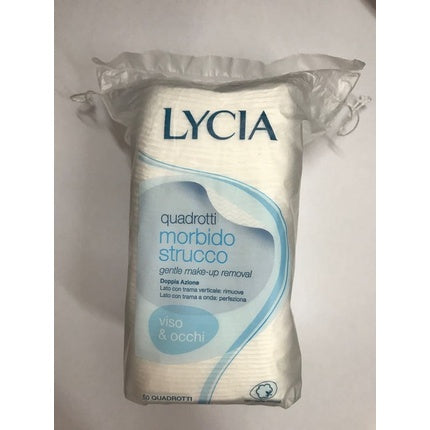 LYCIA
quadrotti
morbido
strucco
gentle make-up removal
Doppia Azione
Lato con trama verticale: rimuove
Lato con trama a onda: perfeziona
viso
& occhi
50 QUADROTTI